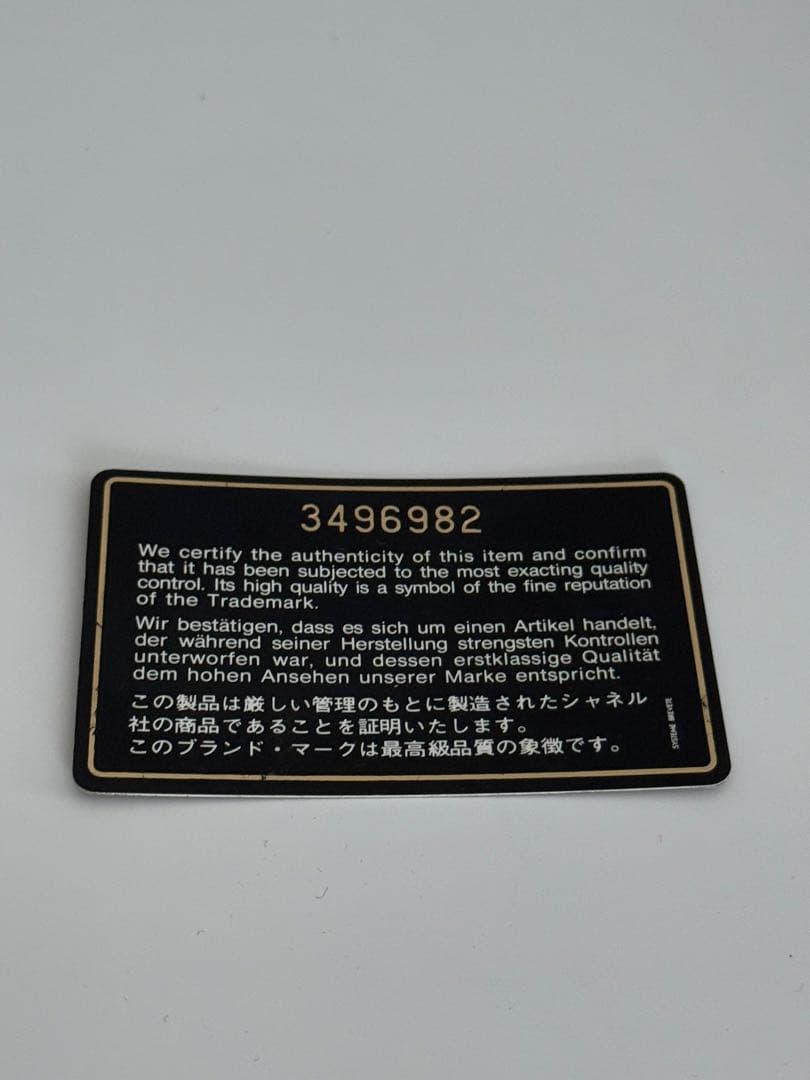 3496982
We certify the authenticity of this item and confirm
that it has been subjected to the most exacting quality
control. Its high quality is a symbol of the fine reputation
of the Trademark.
Wir bestätigen, dass es sich um einen Artikel handelt,
der während seiner Herstellung strengsten Kontrollen
unterworfen war, und dessen erstklassige Qualität
dem hohen Ansehen unserer Marke entspricht.
この製品は厳しい管理のもとに製造されたシャネル
社の商品であることを証明いたします。
このブランド・マークは最高級品質の象徴です。
SYSTEME BREVETE